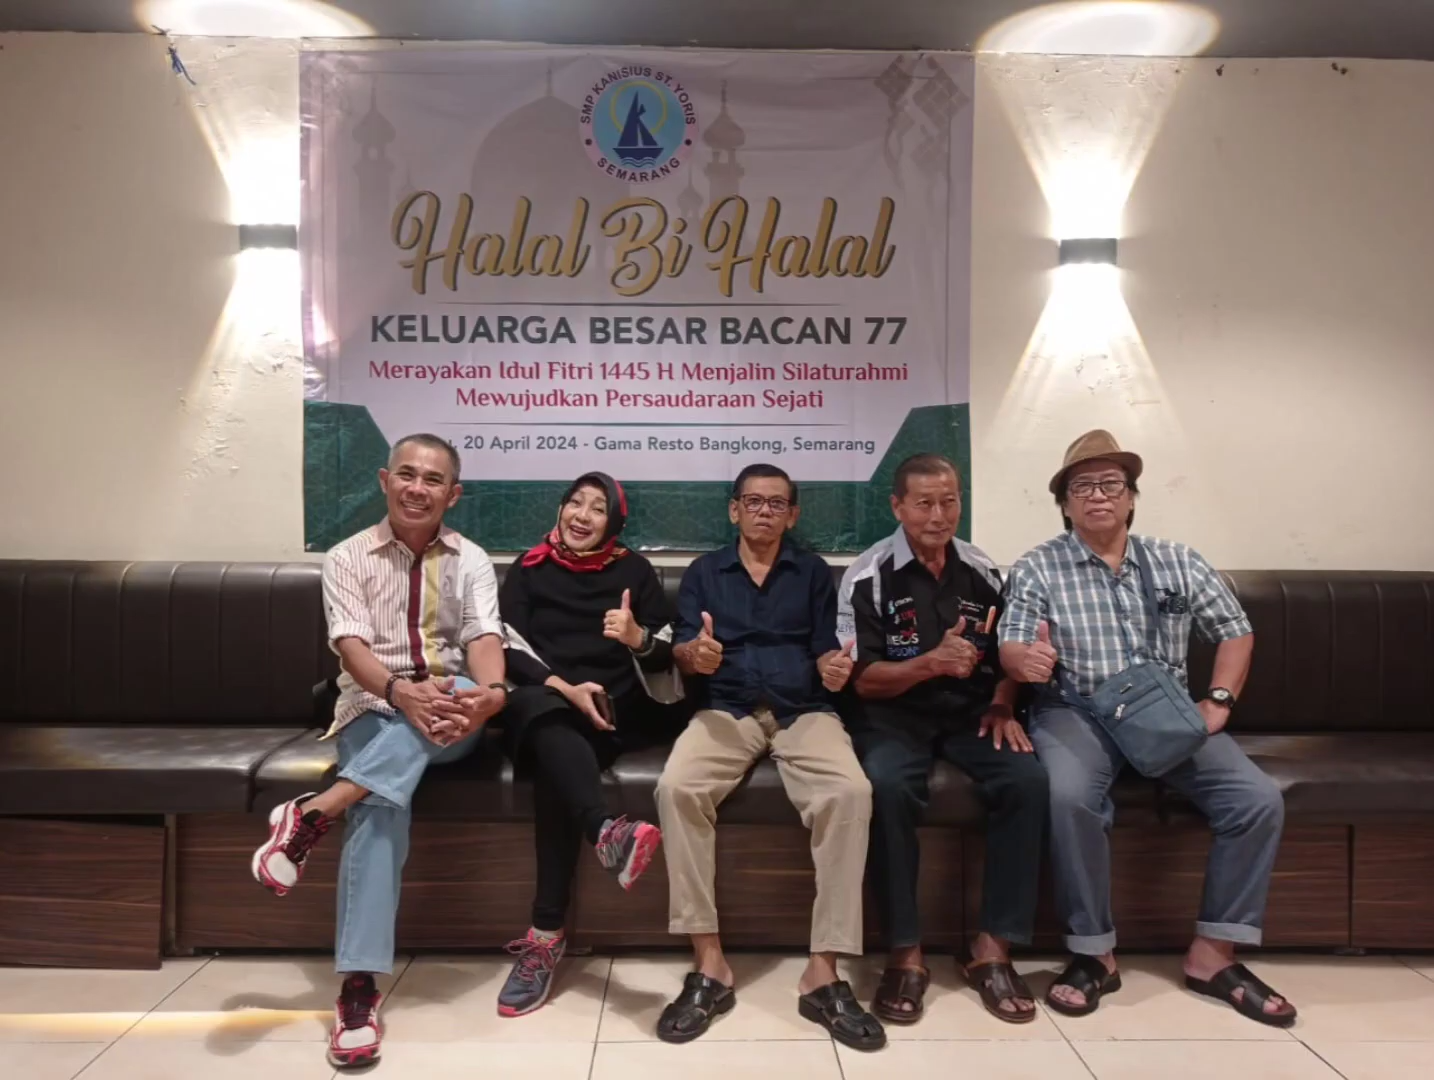 SMP KANISIUS ST. YORIS
SEMARANG
Halal Bi Halal
KELUARGA BESAR BACAN 77
Merayakan Idul Fitri 1445 H Menjalin Silaturahmi
Mewujudkan Persaudaraan Sejati
20 April 2024 - Gama Resto Bangkong, Semarang